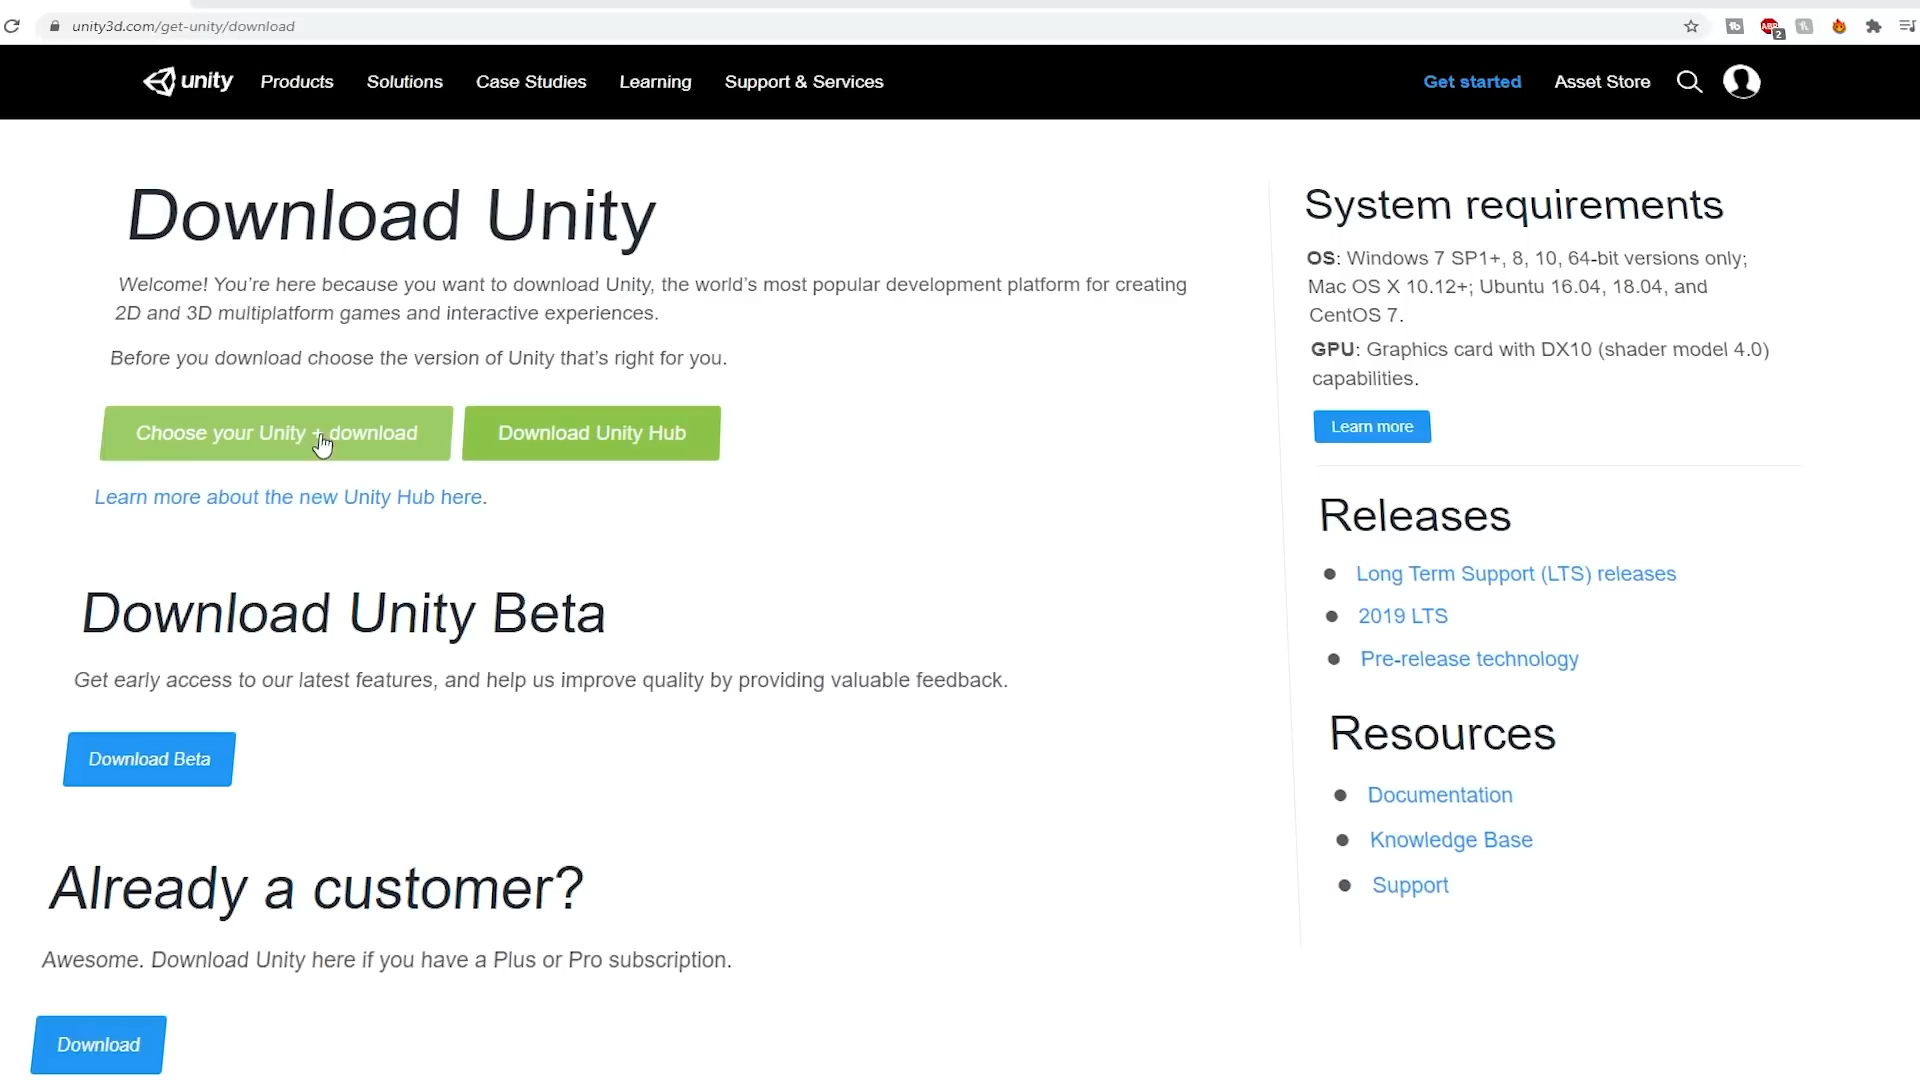 unity3d.com/get-unity/download
2
unity Products Solutions Case Studies Learning Support & Services Get started Asset Store
Download Unity
Welcome! You're here because you want to download Unity, the world's most popular development platform for creating
2D and 3D multiplatform games and interactive experiences.
Before you download choose the version of Unity that's right for you.
Choose your Unity + download
Download Unity Hub
Learn more about the new Unity Hub here.
Download Unity Beta
Get early access to our latest features, and help us improve quality by providing valuable feedback.
Download Beta
Already a customer?
Awesome. Download Unity here if you have a Plus or Pro subscription.
Download
System requirements
OS: Windows 7 SP1+, 8, 10, 64-bit versions only;
Mac OS X 10.12+; Ubuntu 16.04, 18.04, and
CentOS 7.
GPU: Graphics card with DX10 (shader model 4.0)
capabilities.
Learn more
Releases
Long Term Support (LTS) releases
2019 LTS
Pre-release technology
Resources
Documentation
Knowledge Base
Support